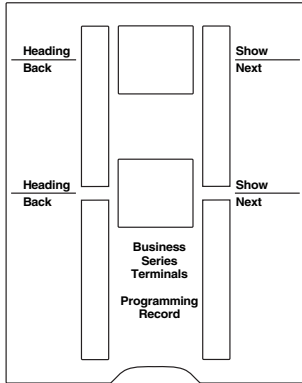 Heading
Show
Back
Next
Heading
Show
Back
Next
Business
Series
Terminals
Programming
Record